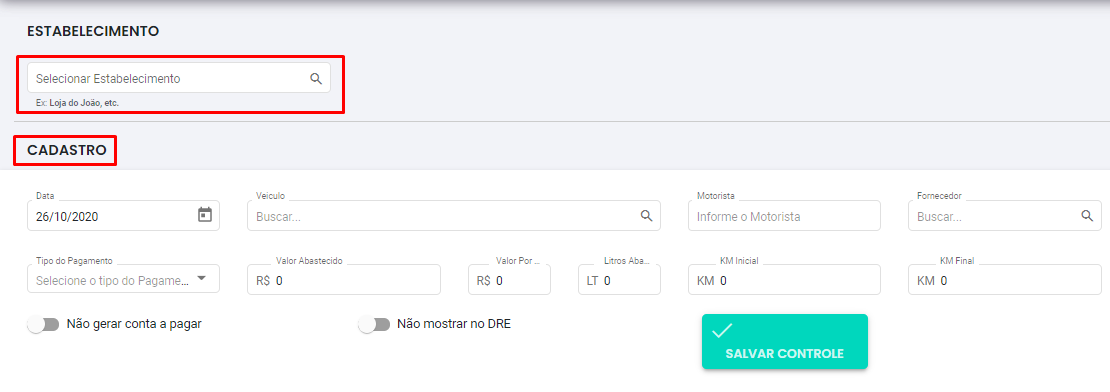 ESTABELECIMENTO
Selecionar Estabelecimento
Ex: Loja do João, etc.
CADASTRO
Data Veiculo Motorista Fornecedor
26/10/2020 Buscar... Informe o Motorista Buscar...
Tipo do Pagamento Valor Abastecido Valor Por ... Litros Aba... KM Inicial KM Final
Selecione o tipo do Pagame... R$ 0 R$ 0 LT 0 KM 0 KM 0
Não gerar conta a pagar Não mostrar no DRE
SALVAR CONTROLE